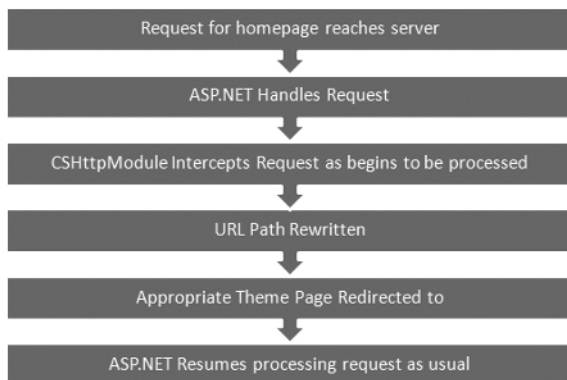 Request for homepage reaches server
ASP.NET Handles Request
CSHttpModule Intercepts Request as begins to be processed
URL Path Rewritten
Appropriate Theme Page Redirected to
ASP.NET Resumes processing request as usual